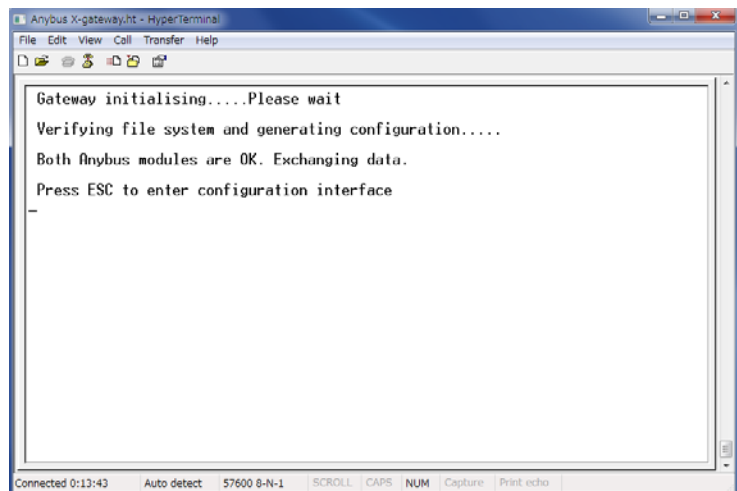 Anybus X-gateway.ht - HyperTerminal
File Edit View Call Transfer Help
Gateway initialising.....Please wait
Verifying file system and generating configuration.....
Both Anybus modules are OK. Exchanging data.
Press ESC to enter configuration interface
Connected 0:13:43 Auto detect 57600 8-N-1 SCROLL CAPS NUM Capture Print echo